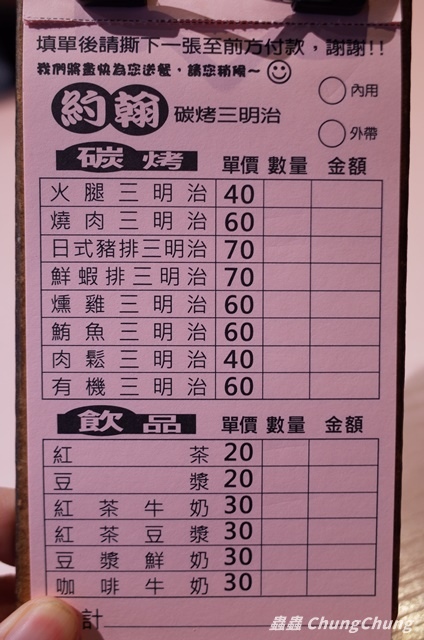 填單後請撕下一張至前方付款，謝謝!!
我們將盡快為您送餐，請您稍候~
內用
約翰 碳烤三明治
外帶
碳烤 單價 數量 金額
火腿三明治 40
燒肉三明治 60
日式豬排三明治 70
鮮蝦排三明治 70
燻雞三明治 60
鮪魚三明治 60
肉鬆三明治 40
有機三明治 60
飲品 單價 數量 金額
紅茶 20
豆漿 20
紅茶牛奶 30
紅茶豆漿 30
豆漿鮮奶 30
咖啡牛奶 30
計
蟲蟲 ChungChung